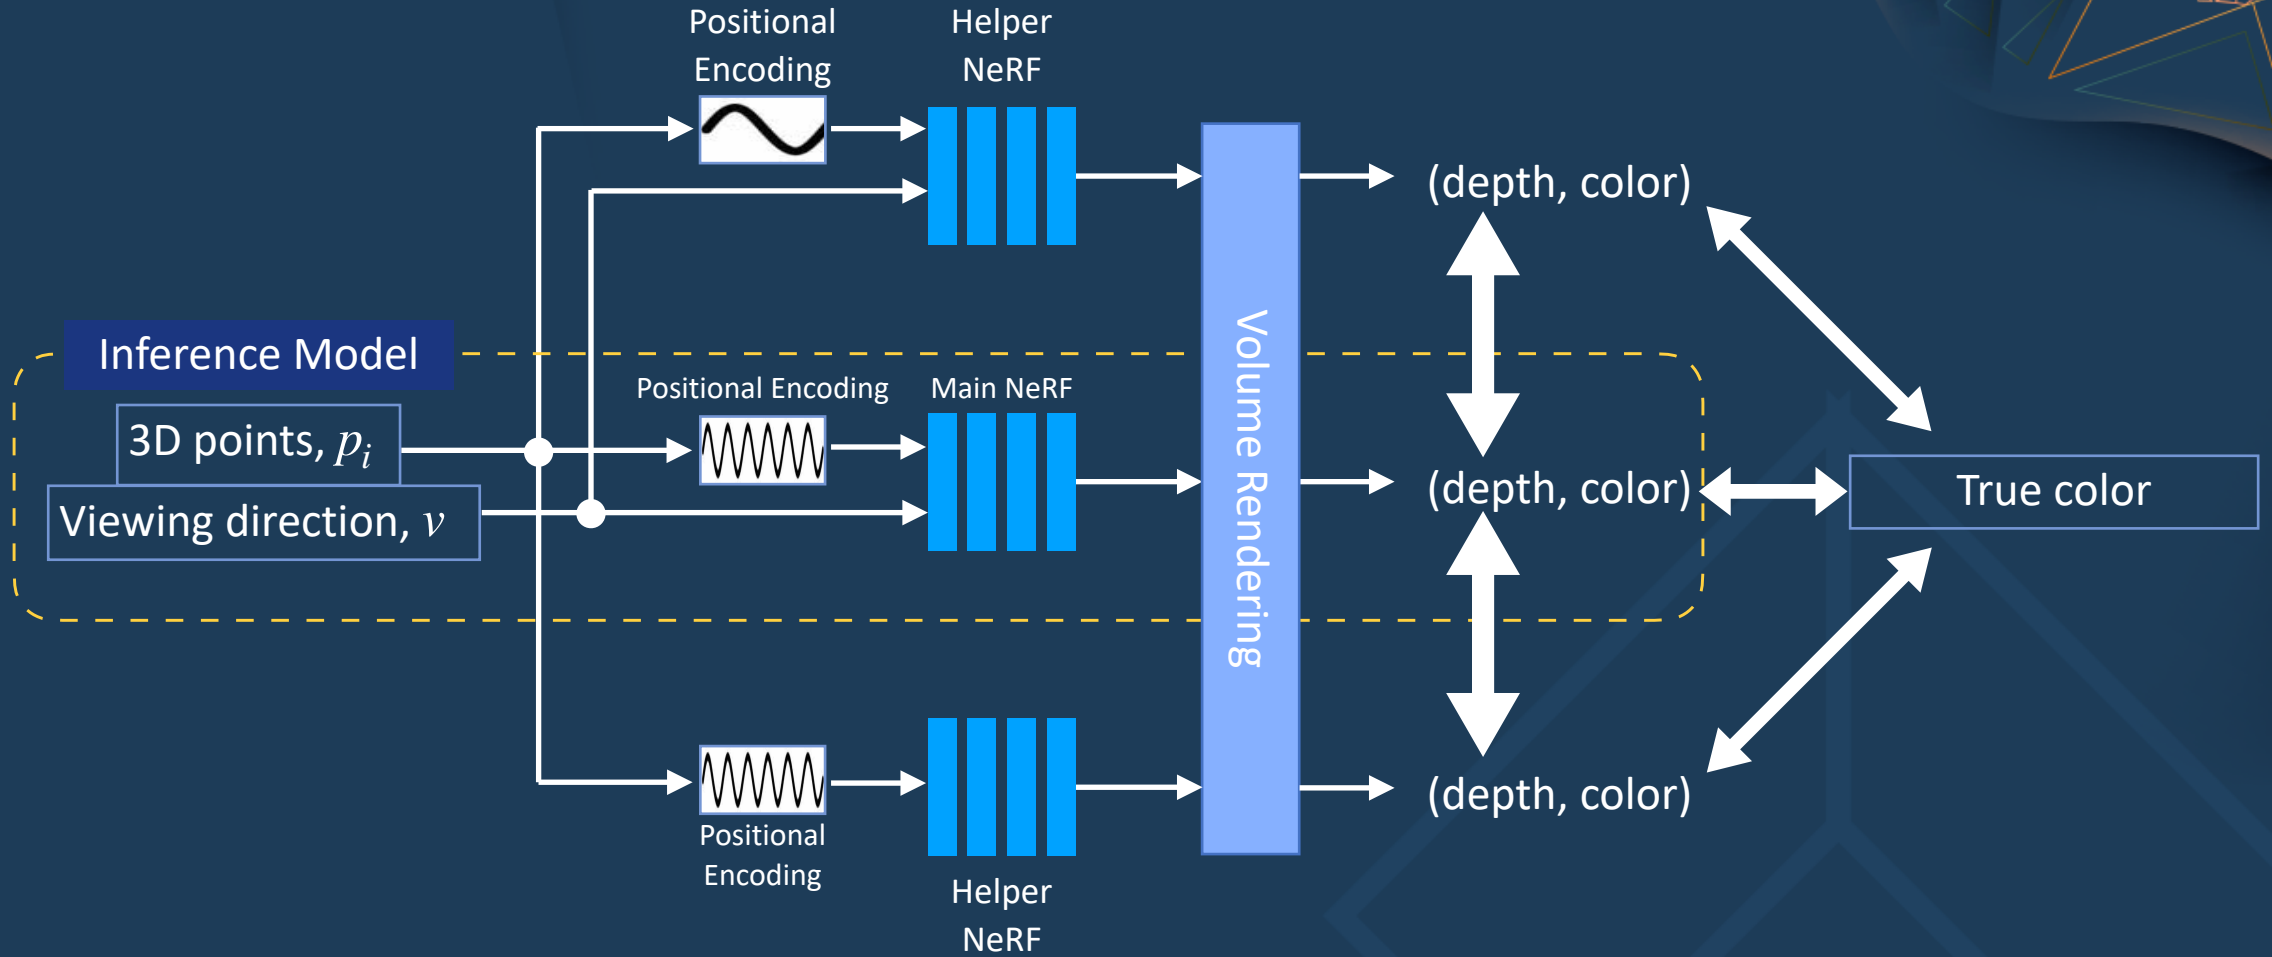 Positional
Encoding
Helper
NeRF
(depth, color)
Inference Model
Positional Encoding
Main NeRF
3D points, p_i
Viewing direction, v
Volume Rendering
(depth, color)
True color
(depth, color)
Positional
Encoding
Helper
NeRF